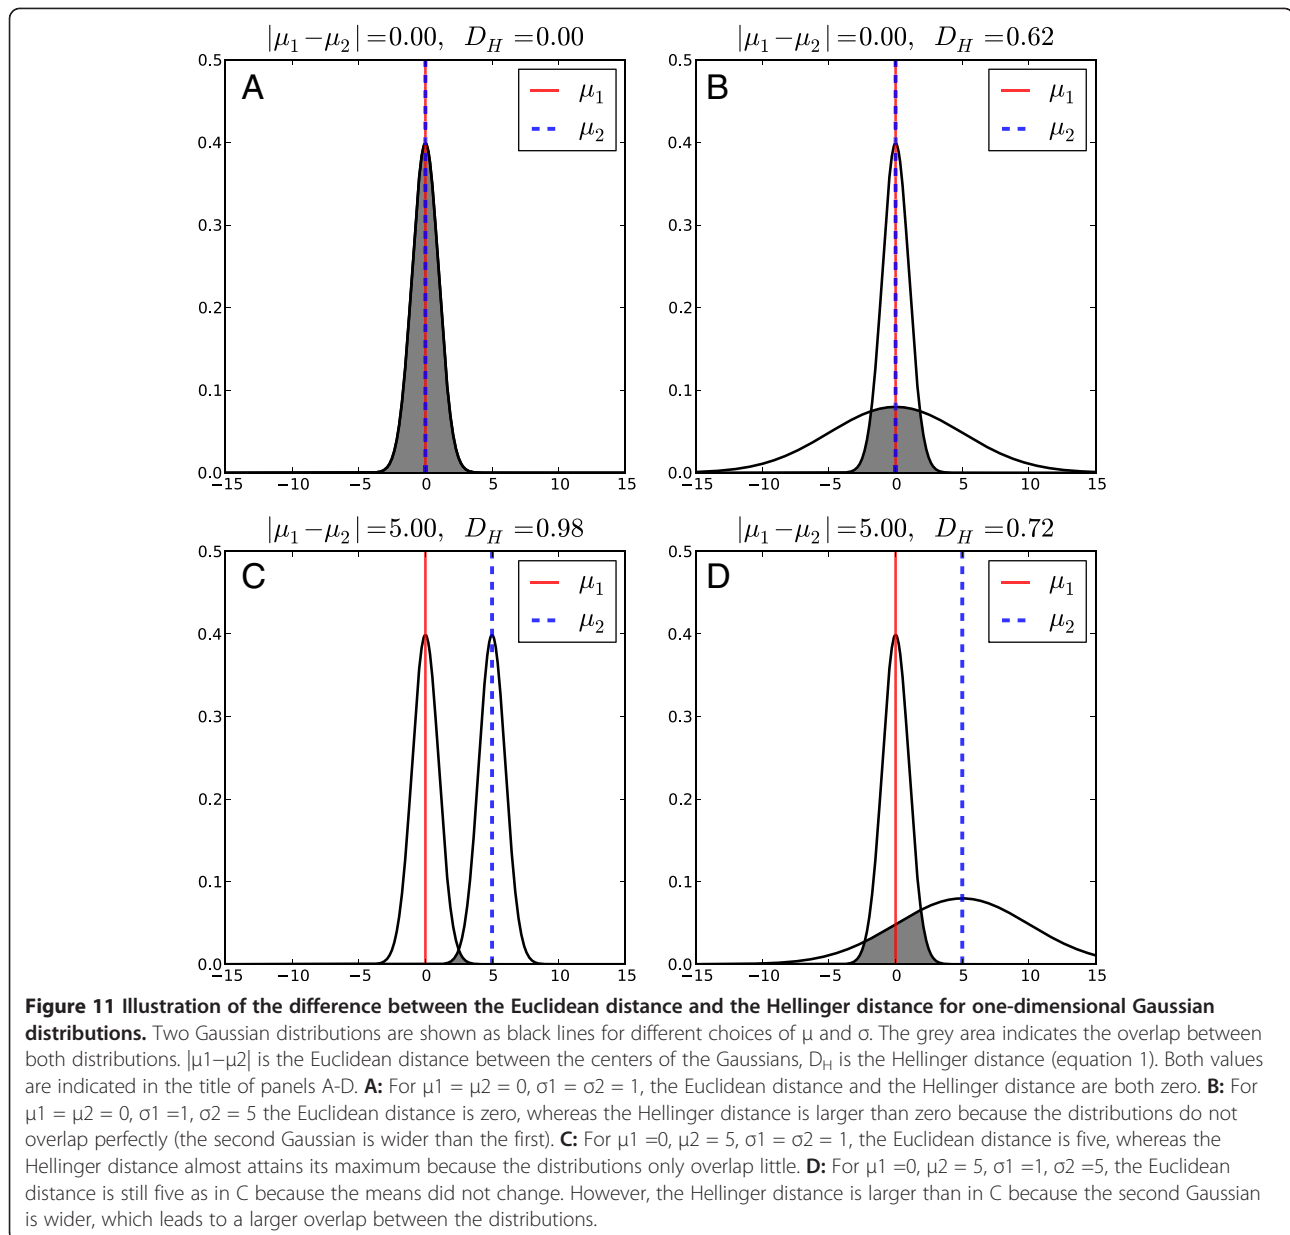 |μ1−μ2|=0.00, D_H=0.00
A
μ1
μ2
0.5
0.4
0.3
0.2
0.1
0.0
−15 −10 −5 0 5 10 15
|μ1−μ2|=0.00, D_H=0.62
B
μ1
μ2
0.5
0.4
0.3
0.2
0.1
0.0
−15 −10 −5 0 5 10 15
|μ1−μ2|=5.00, D_H=0.98
C
μ1
μ2
0.5
0.4
0.3
0.2
0.1
0.0
−15 −10 −5 0 5 10 15
|μ1−μ2|=5.00, D_H=0.72
D
μ1
μ2
0.5
0.4
0.3
0.2
0.1
0.0
−15 −10 −5 0 5 10 15
Figure 11 Illustration of the difference between the Euclidean distance and the Hellinger distance for one-dimensional Gaussian
distributions. Two Gaussian distributions are shown as black lines for different choices of μ and σ. The grey area indicates the overlap between
both distributions. |μ1−μ2| is the Euclidean distance between the centers of the Gaussians, D_H is the Hellinger distance (equation 1). Both values
are indicated in the title of panels A-D. A: For μ1 = μ2 = 0, σ1 = σ2 = 1, the Euclidean distance and the Hellinger distance are both zero. B: For
μ1 = μ2 = 0, σ1 =1, σ2 = 5 the Euclidean distance is zero, whereas the Hellinger distance is larger than zero because the distributions do not
overlap perfectly (the second Gaussian is wider than the first). C: For μ1 =0, μ2 = 5, σ1 = σ2 = 1, the Euclidean distance is five, whereas the
Hellinger distance almost attains its maximum because the distributions only overlap little. D: For μ1 =0, μ2 = 5, σ1 =1, σ2 =5, the Euclidean
distance is still five as in C because the means did not change. However, the Hellinger distance is larger than in C because the second Gaussian
is wider, which leads to a larger overlap between the distributions.